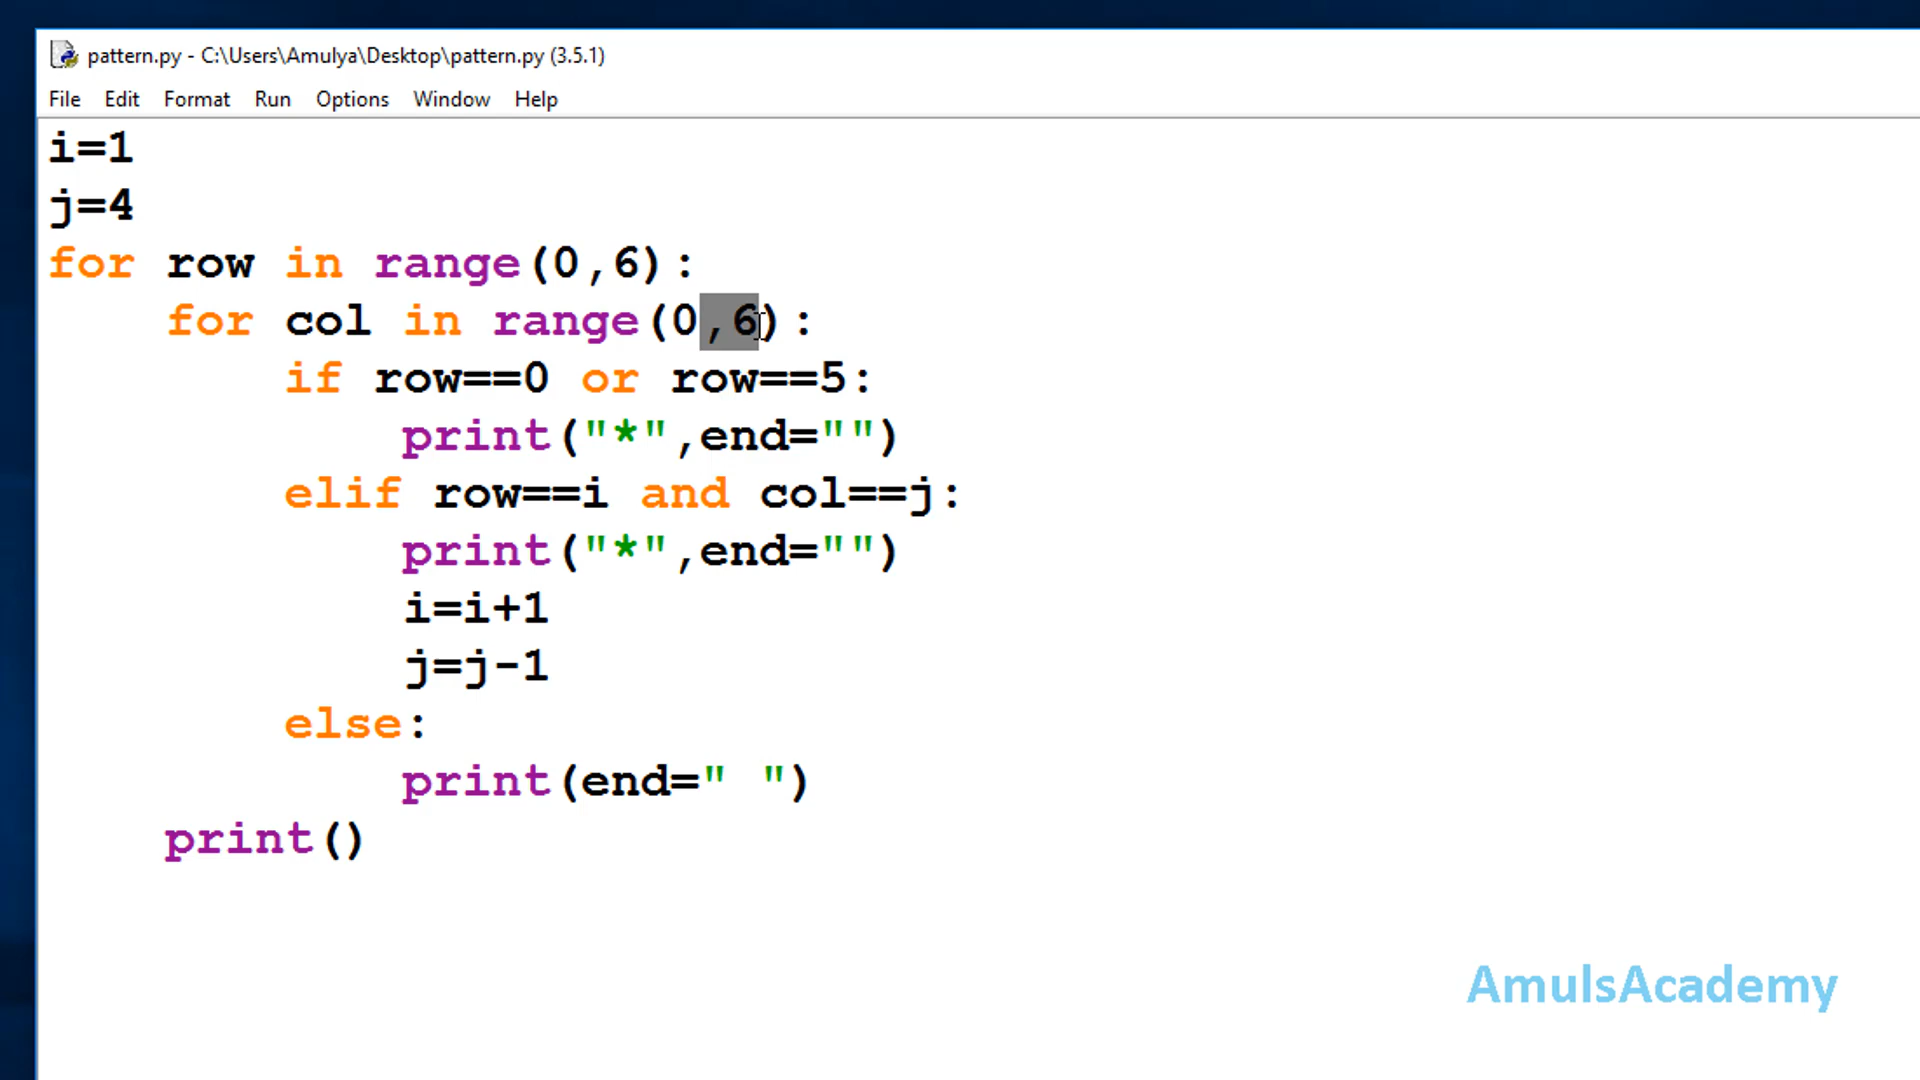 pattern.py - C:\Users\Amulya\Desktop\pattern.py (3.5.1)
File Edit Format Run Options Window Help
i=1
j=4
for row in range(0,6):
    for col in range(0,6):
        if row==0 or row==5:
            print("*",end="")
        elif row==i and col==j:
            print("*",end="")
            i=i+1
            j=j-1
        else:
            print(end=" ")
    print()
AmulsAcademy